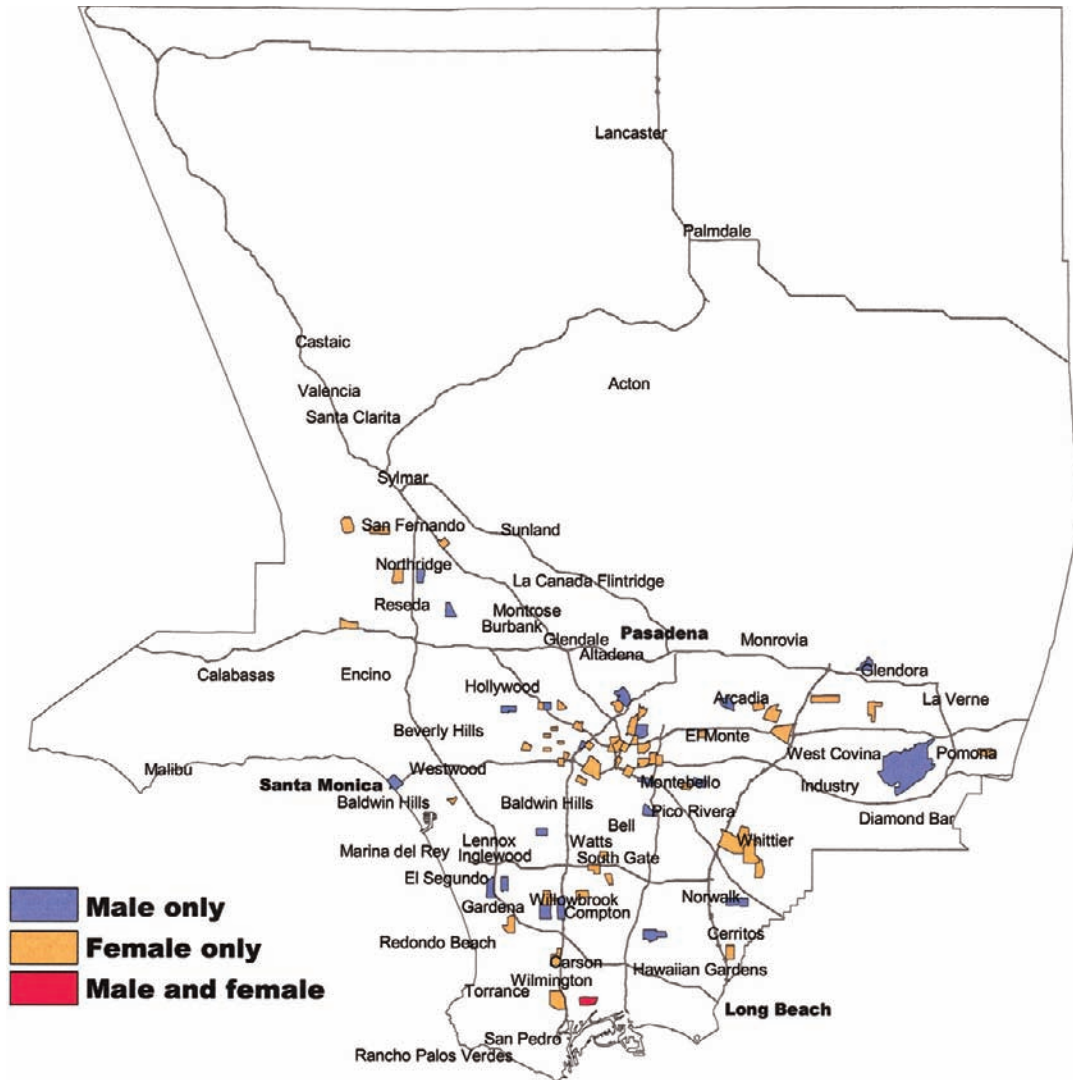 Lancaster
Palmdale
Castaic
Acton
Valencia
Santa Clarita
Sylmar
San Fernando
Sunland
Northridge
La Canada Flintridge
Reseda
Montrose
Burbank
Pasadena
Glendale
Monrovia
Altadena
Calabasas
Encino
Glendora
Hollywood
Arcadia
La Verne
Beverly Hills
El Monte
West Covina
Pomona
Malibu
Westwood
Santa Monica
Montebello
Industry
Baldwin Hills
Baldwin Hills
Pico Rivera
Diamond Bar
Bell
Marina del Rey
Lennox
Watts
Whittier
Inglewood
South Gate
El Segundo
Norwalk
Gardena
Willowbrook
Compton
Redondo Beach
Cerritos
Carson
Hawaiian Gardens
Wilmington
Torrance
Long Beach
San Pedro
Rancho Palos Verdes
Male only
Female only
Male and female